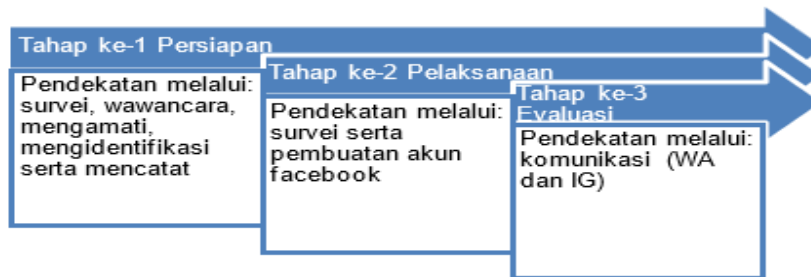 Tahap ke-1 Persiapan
Pendekatan melalui:
survei, wawancara,
mengamati,
mengidentifikasi
serta mencatat
Tahap ke-2 Pelaksanaan
Pendekatan melalui:
survei serta
pembuatan akun
facebook
Tahap ke-3
Evaluasi
Pendekatan melalui:
komunikasi (WA
dan IG)